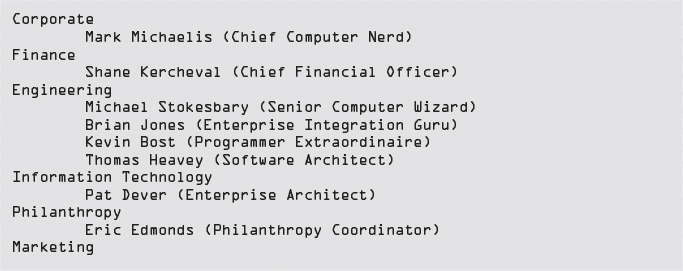 Corporate
Mark Michaelis (Chief Computer Nerd)
Finance
Shane Kercheval (Chief Financial Officer)
Engineering
Michael Stokesbary (Senior Computer Wizard)
Brian Jones (Enterprise Integration Guru)
Kevin Bost (Programmer Extraordinaire)
Thomas Heavey (Software Architect)
Information Technology
Pat Dever (Enterprise Architect)
Philanthropy
Eric Edmonds (Philanthropy Coordinator)
Marketing